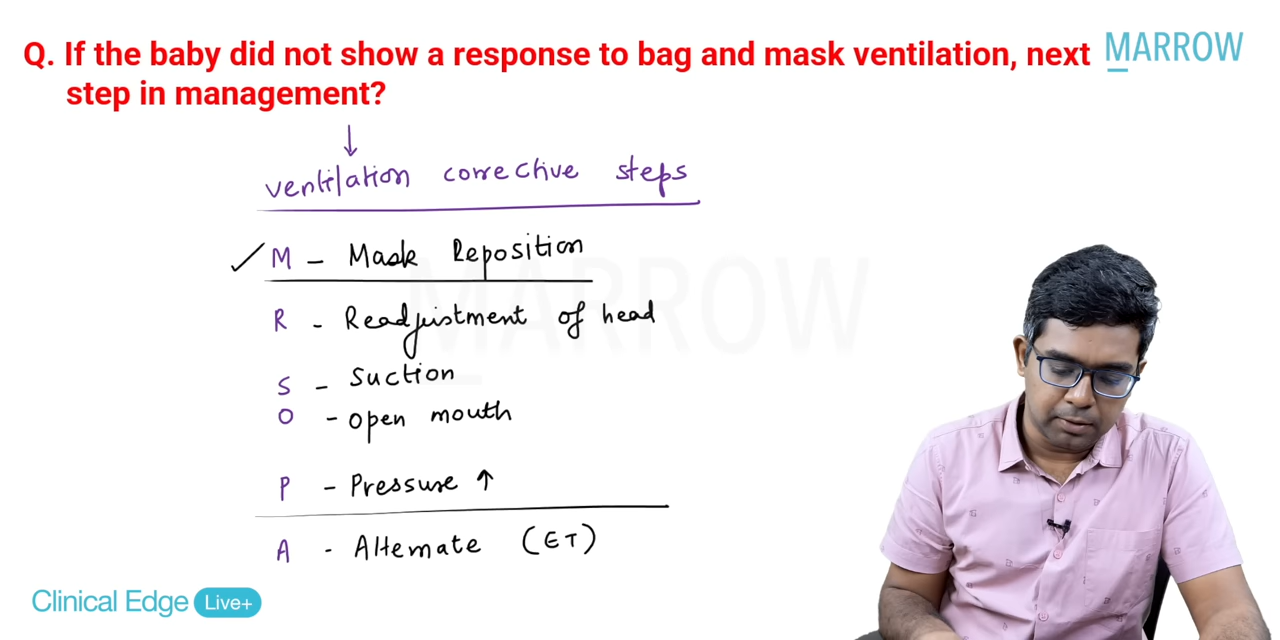 Q. If the baby did not show a response to bag and mask ventilation, next
step in management?
MARROW
↓
ventilation corrective steps
✓ M - Mask Reposition
R - Readjustment of head
S - Suction
O - open mouth
P - Pressure ↑
A - Alternate (ET)
MARROW
Clinical Edge Live+